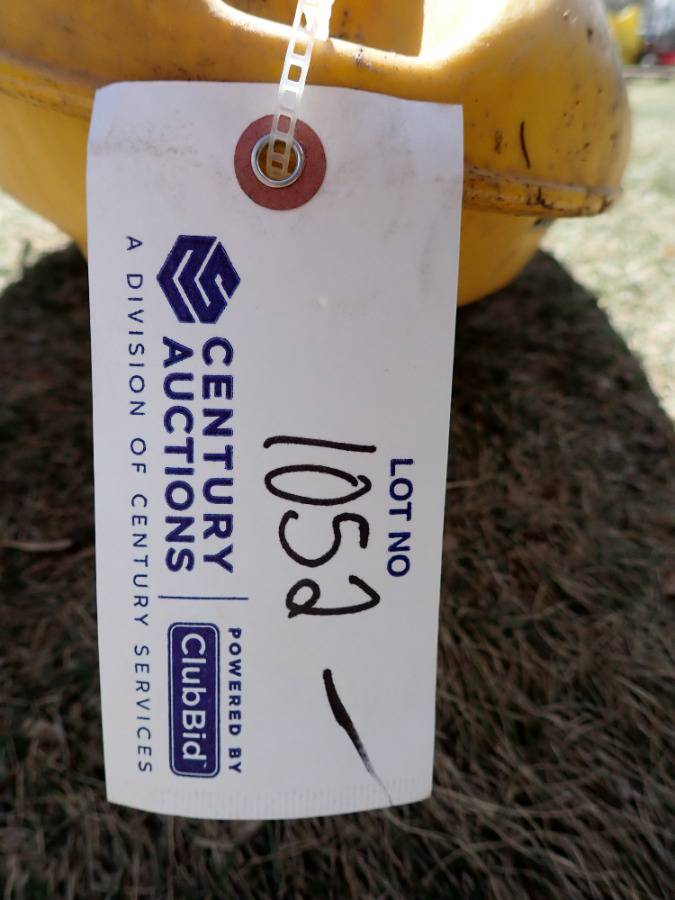 LOT NO
1052
CENTURY
AUCTIONS
POWERED BY
ClubBid
A DIVISION OF CENTURY SERVICES